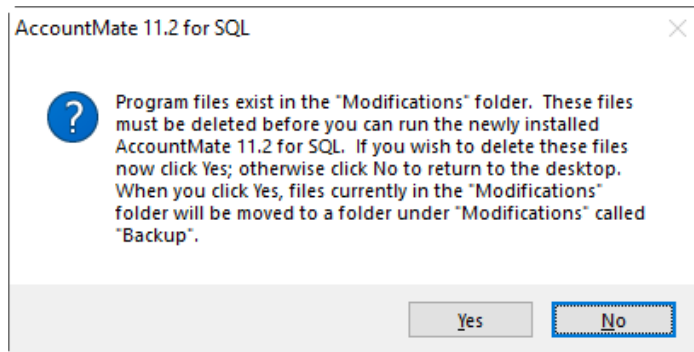 AccountMate 11.2 for SQL
?
Program files exist in the "Modifications" folder.  These files
must be deleted before you can run the newly installed
AccountMate 11.2 for SQL.  If you wish to delete these files
now click Yes; otherwise click No to return to the desktop.
When you click Yes, files currently in the "Modifications"
folder will be moved to a folder under "Modifications" called
"Backup".
Yes No